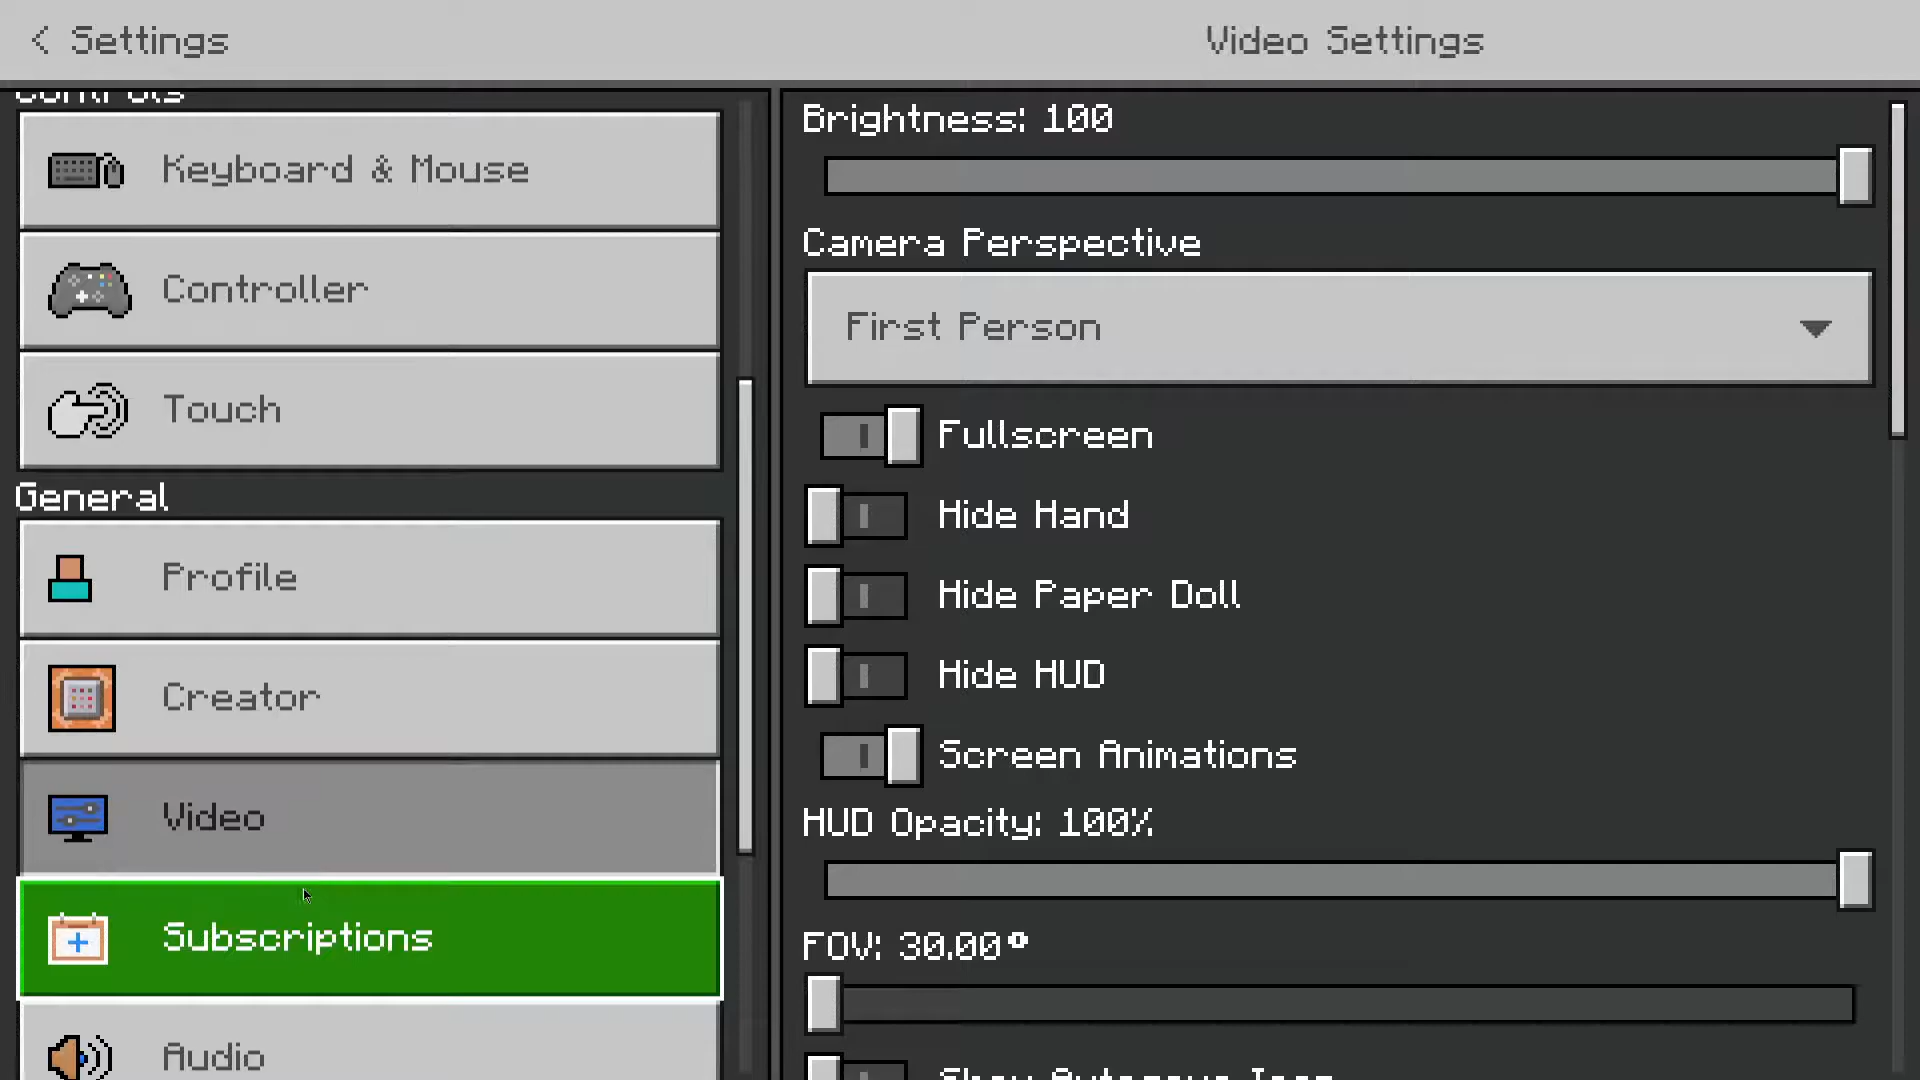 Settings
Video Settings
Controls
Keyboard & Mouse
Controller
Touch
General
Profile
Creator
Video
Subscriptions
Audio
Brightness: 100
Camera Perspective
First Person
Fullscreen
Hide Hand
Hide Paper Doll
Hide HUD
Screen Animations
HUD Opacity: 100%
FOV: 30.00°